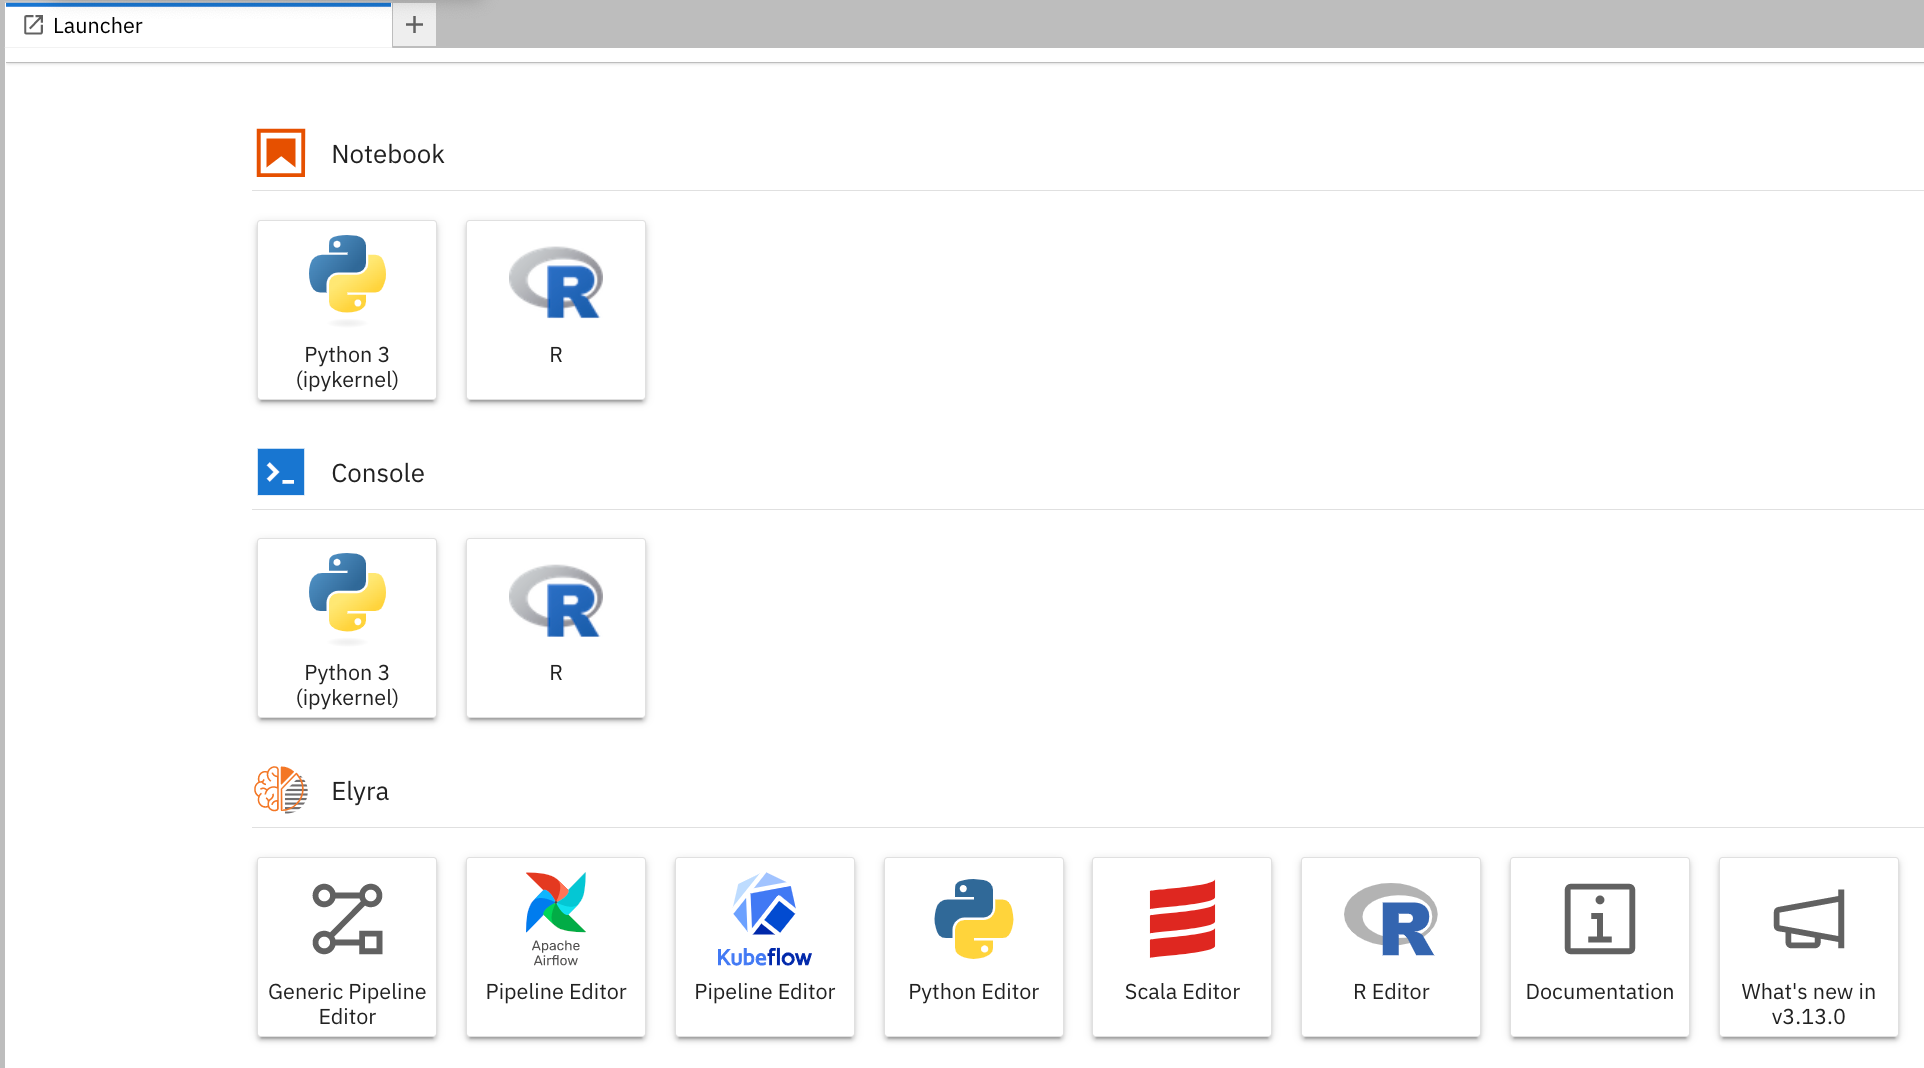 Launcher
Notebook
Python 3
(ipykernel)
R
Console
Python 3
(ipykernel)
R
Elyra
Generic Pipeline
Editor
Apache
Airflow
Pipeline Editor
Kubeflow
Pipeline Editor
Python Editor
Scala Editor
R Editor
Documentation
What's new in
v3.13.0